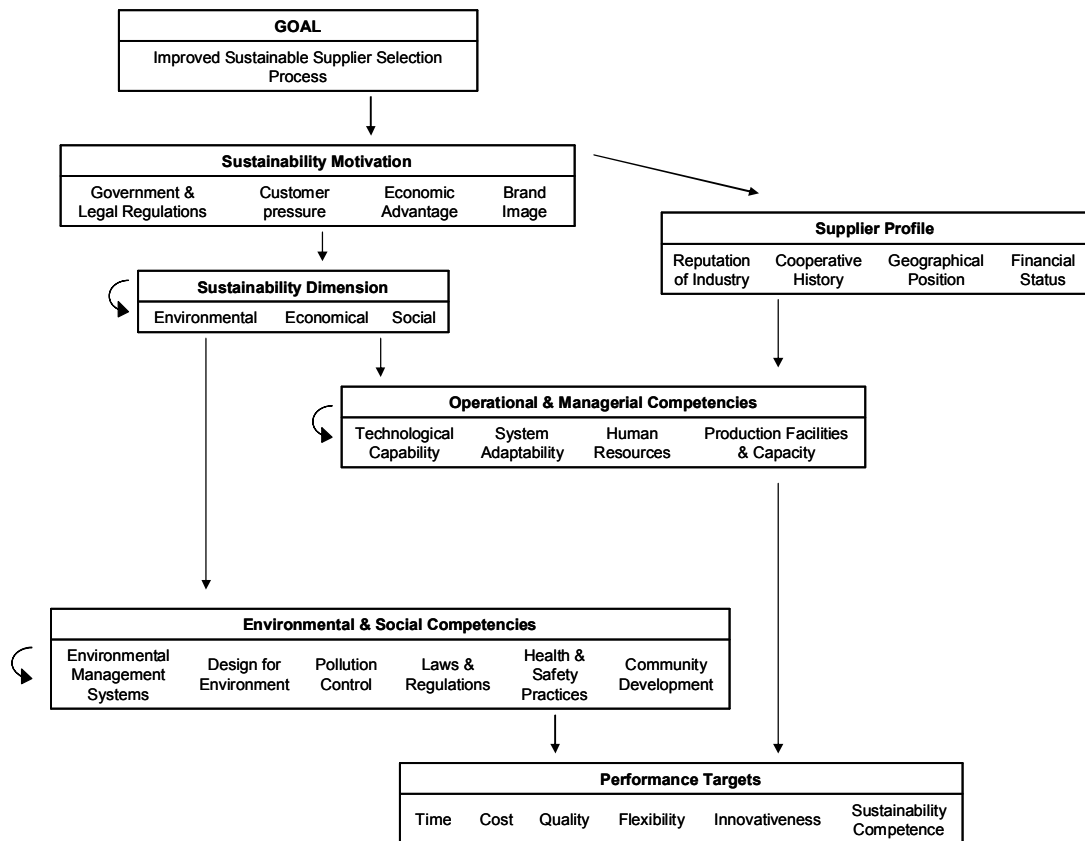 GOAL
Improved Sustainable Supplier Selection
Process
Sustainability Motivation
Government &
Legal Regulations
Customer
pressure
Economic
Advantage
Brand
Image
Supplier Profile
Reputation
of Industry
Cooperative
History
Geographical
Position
Financial
Status
Sustainability Dimension
Environmental
Economical
Social
Operational & Managerial Competencies
Technological
Capability
System
Adaptability
Human
Resources
Production Facilities
& Capacity
Environmental & Social Competencies
Environmental
Management
Systems
Design for
Environment
Pollution
Control
Laws &
Regulations
Health &
Safety
Practices
Community
Development
Performance Targets
Time
Cost
Quality
Flexibility
Innovativeness
Sustainability
Competence